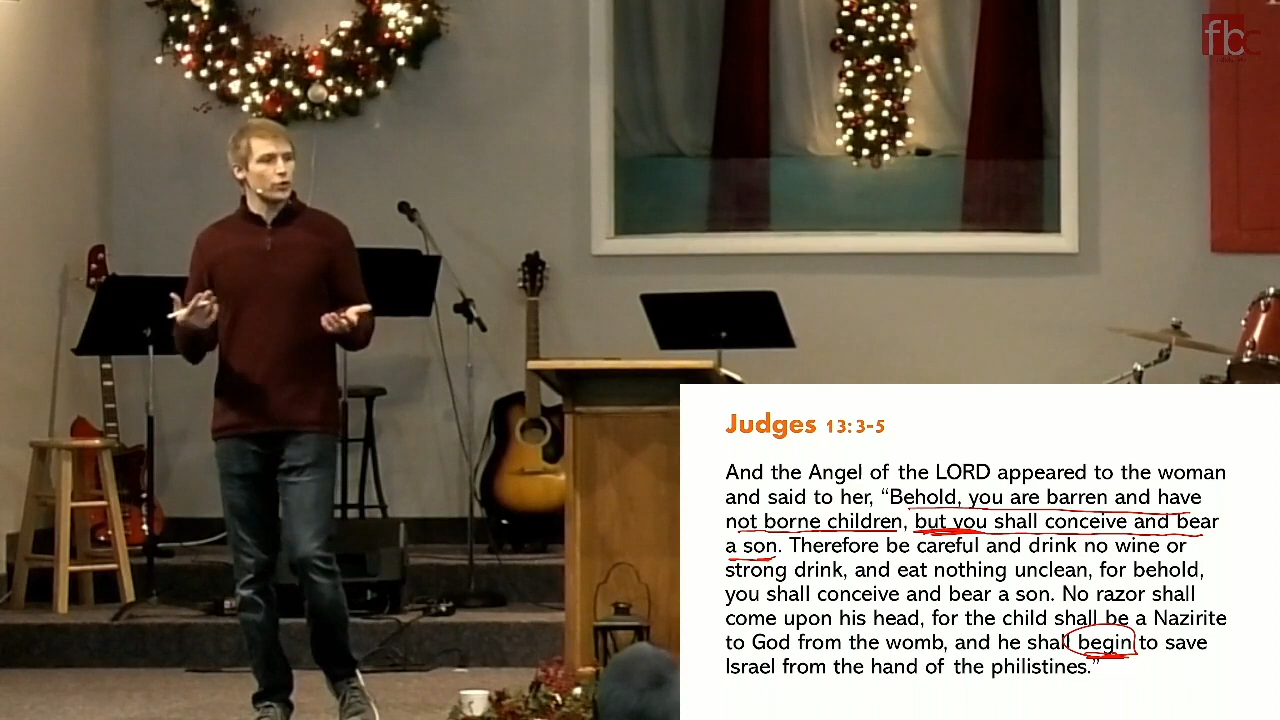 fbc
Judges 13:3-5
And the Angel of the LORD appeared to the woman
and said to her, “Behold, you are barren and have
not borne children, but you shall conceive and bear
a son. Therefore be careful and drink no wine or
strong drink, and eat nothing unclean, for behold,
you shall conceive and bear a son. No razor shall
come upon his head, for the child shall be a Nazirite
to God from the womb, and he shall begin to save
Israel from the hand of the philistines.”